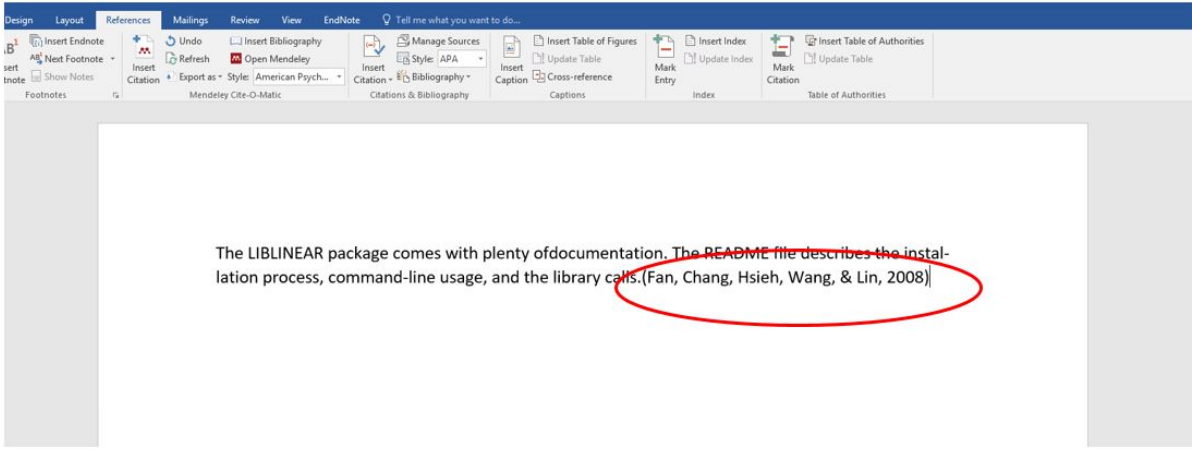 Design Layout References Mailings Review View EndNote Tell me what you want to do...
AB¹ Insert Endnote Undo Insert Bibliography Manage Sources Insert Table of Figures Insert Index Insert Table of Authorities
Next Footnote Refresh Open Mendeley Style: APA Update Table Update Index Update Table
Show Notes Insert Citation Export as Style: American Psych... Insert Citation Bibliography Insert Caption Cross-reference Mark Entry Mark Citation
Footnotes Mendeley Cite-O-Matic Citations & Bibliography Captions Index Table of Authorities
The LIBLINEAR package comes with plenty ofdocumentation. The README file describes the instal-
lation process, command-line usage, and the library calls.(Fan, Chang, Hsieh, Wang, & Lin, 2008)